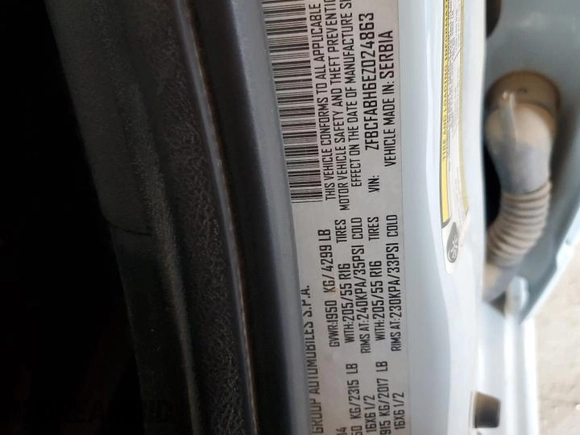 GROUP AUTOMOBILES S.P.A.
GVWR:1950 KG/4299 LB
WITH:205/55 R16 TIRES
RIMS AT:240KPA/35PSI COLD
KG/2315 LB
16X6 1/2
WITH:205/55 R16 TIRES
RIMS AT:230KPA/33PSI COLD
915 KG/2017 LB
16X6 1/2
THIS VEHICLE CONFORMS TO ALL APPLICABLE
MOTOR VEHICLE SAFETY AND THEFT PREVENTION
EFFECT ON THE DATE OF MANUFACTURE
VIN: ZFBCFABH6EZ024863
VEHICLE MADE IN: SERBIA